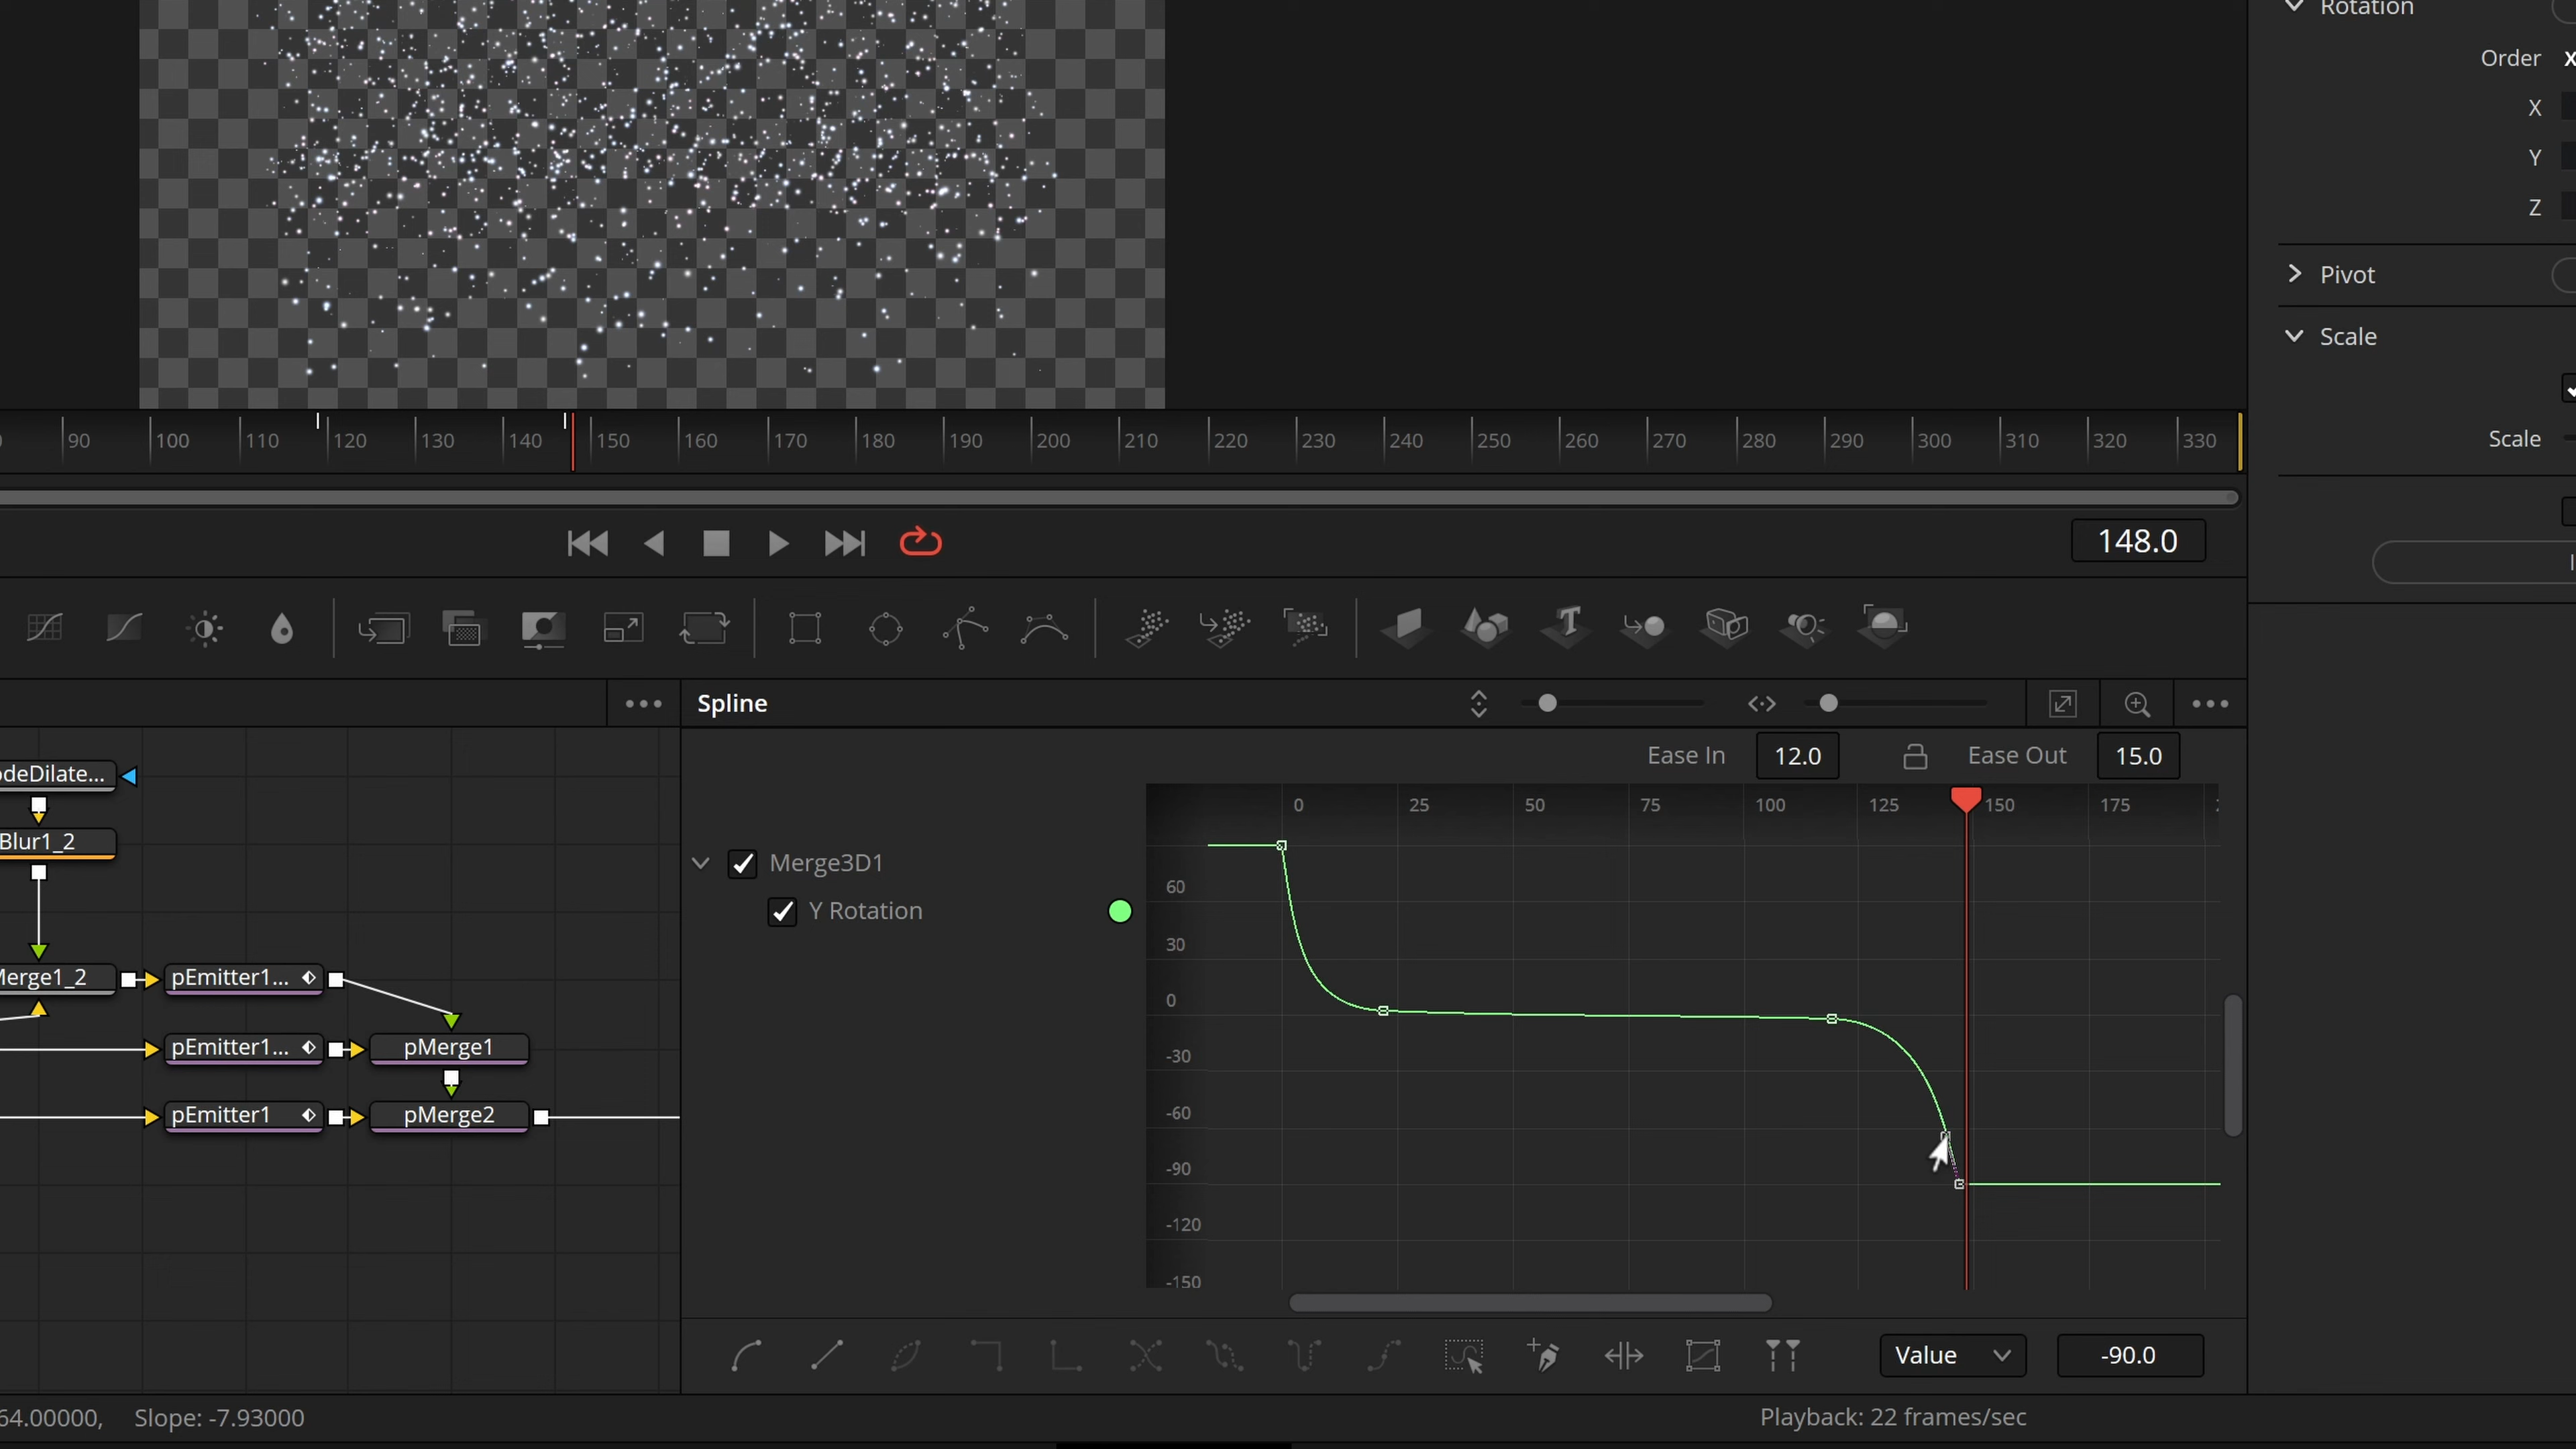 Rotation
Order X
X
Y
Z
Pivot
Scale
Scale
90 100 110 120 130 140 150 160 170 180 190 200 210 220 230 240 250 260 270 280 290 300 310 320 330
148.0
Spline
Ease In 12.0 Ease Out 15.0
odeDilate...
0 25 50 75 100 125 150 175
Blur1_2
Merge3D1
60
Y Rotation
30
Merge1_2 pEmitter1...
0
pEmitter1... pMerge1
-30
pEmitter1 pMerge2
-60
-90
-120
-150
Value -90.0
64.00000, Slope: -7.93000
Playback: 22 frames/sec